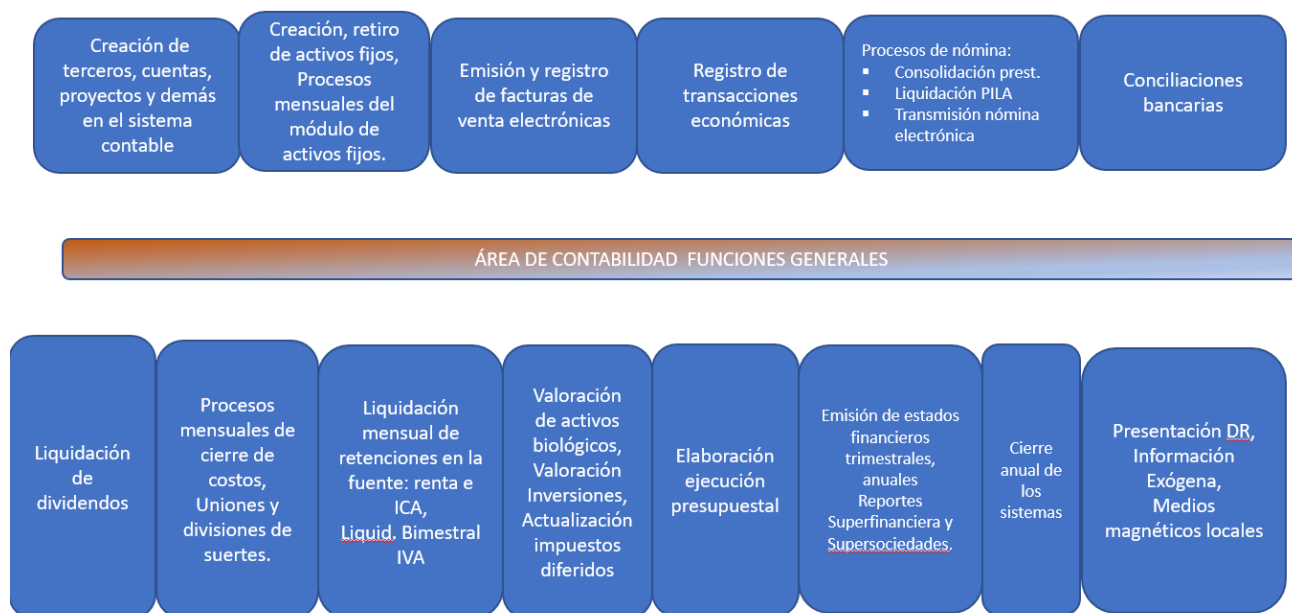 Creación de
terceros, cuentas,
proyectos y demás
en el sistema
contable
Creación, retiro
de activos fijos,
Procesos
mensuales del
módulo de
activos fijos.
Emisión y registro
de facturas de
venta electrónicas
Registro de
transacciones
económicas
Procesos de nómina:
▪ Consolidación prest.
▪ Liquidación PILA
▪ Transmisión nómina
electrónica
Conciliaciones
bancarias
ÁREA DE CONTABILIDAD FUNCIONES GENERALES
Liquidación
de
dividendos
Procesos
mensuales de
cierre de
costos,
Uniones y
divisiones de
suertes.
Liquidación
mensual de
retenciones en la
fuente: renta e
ICA,
Liquid. Bimestral
IVA
Valoración
de activos
biológicos,
Valoración
Inversiones,
Actualización
impuestos
diferidos
Elaboración
ejecución
presupuestal
Emisión de estados
financieros
trimestrales,
anuales
Reportes
Superfinanciera y
Supersociedades.
Cierre
anual de
los
sistemas
Presentación DR,
Información
Exógena,
Medios
magnéticos locales